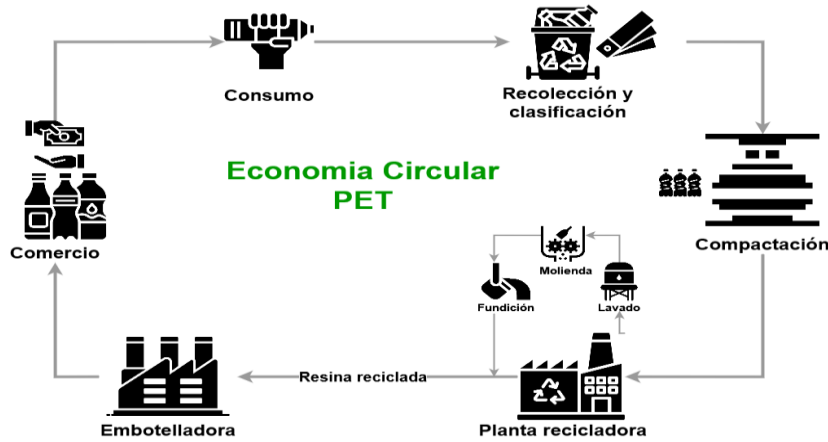 Consumo
Recolección y
clasificación
Economia Circular
PET
Comercio
Compactación
Molienda
Fundición
Lavado
Resina reciclada
Embotelladora
Planta recicladora